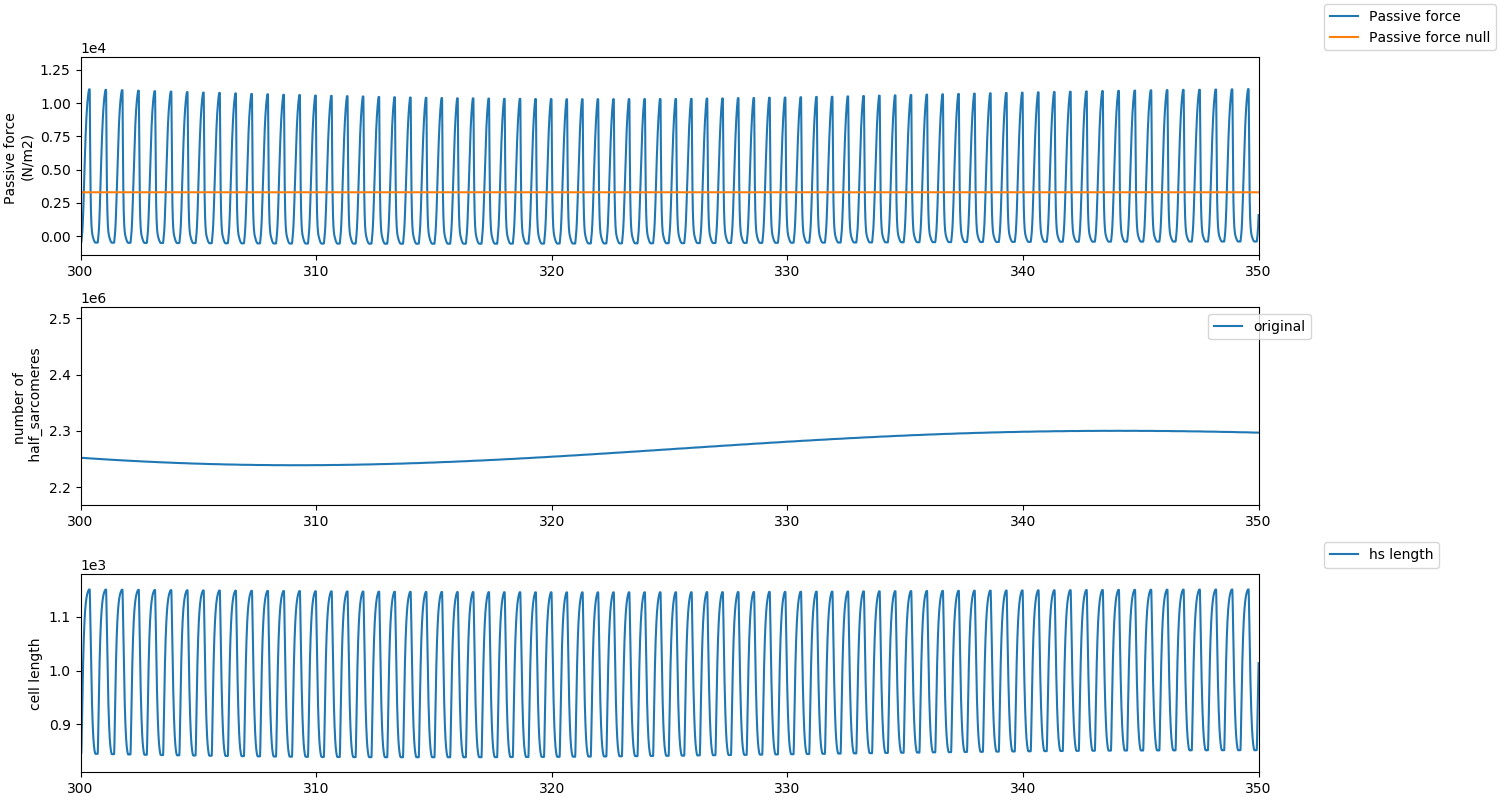 Passive force
Passive force null
1e4
1.25
1.00
0.75
0.50
0.25
0.00
Passive force
(N/m2)
300
310
320
330
340
350
1e6
original
2.5
2.4
2.3
2.2
number of
half_sarcomeres
300
310
320
330
340
350
hs length
1e3
1.1
1.0
0.9
cell length
300
310
320
330
340
350